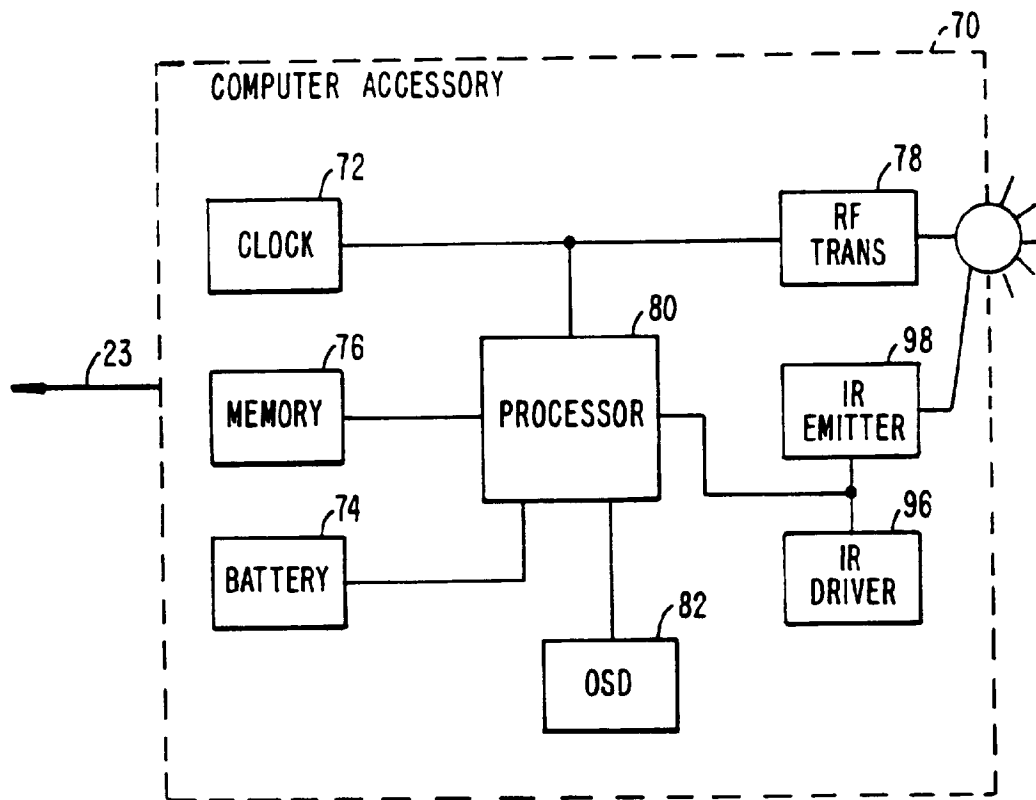 70
COMPUTER ACCESSORY
72
CLOCK
78
RF
TRANS
23
76
MEMORY
80
PROCESSOR
98
IR
EMITTER
74
BATTERY
96
IR
DRIVER
82
OSD